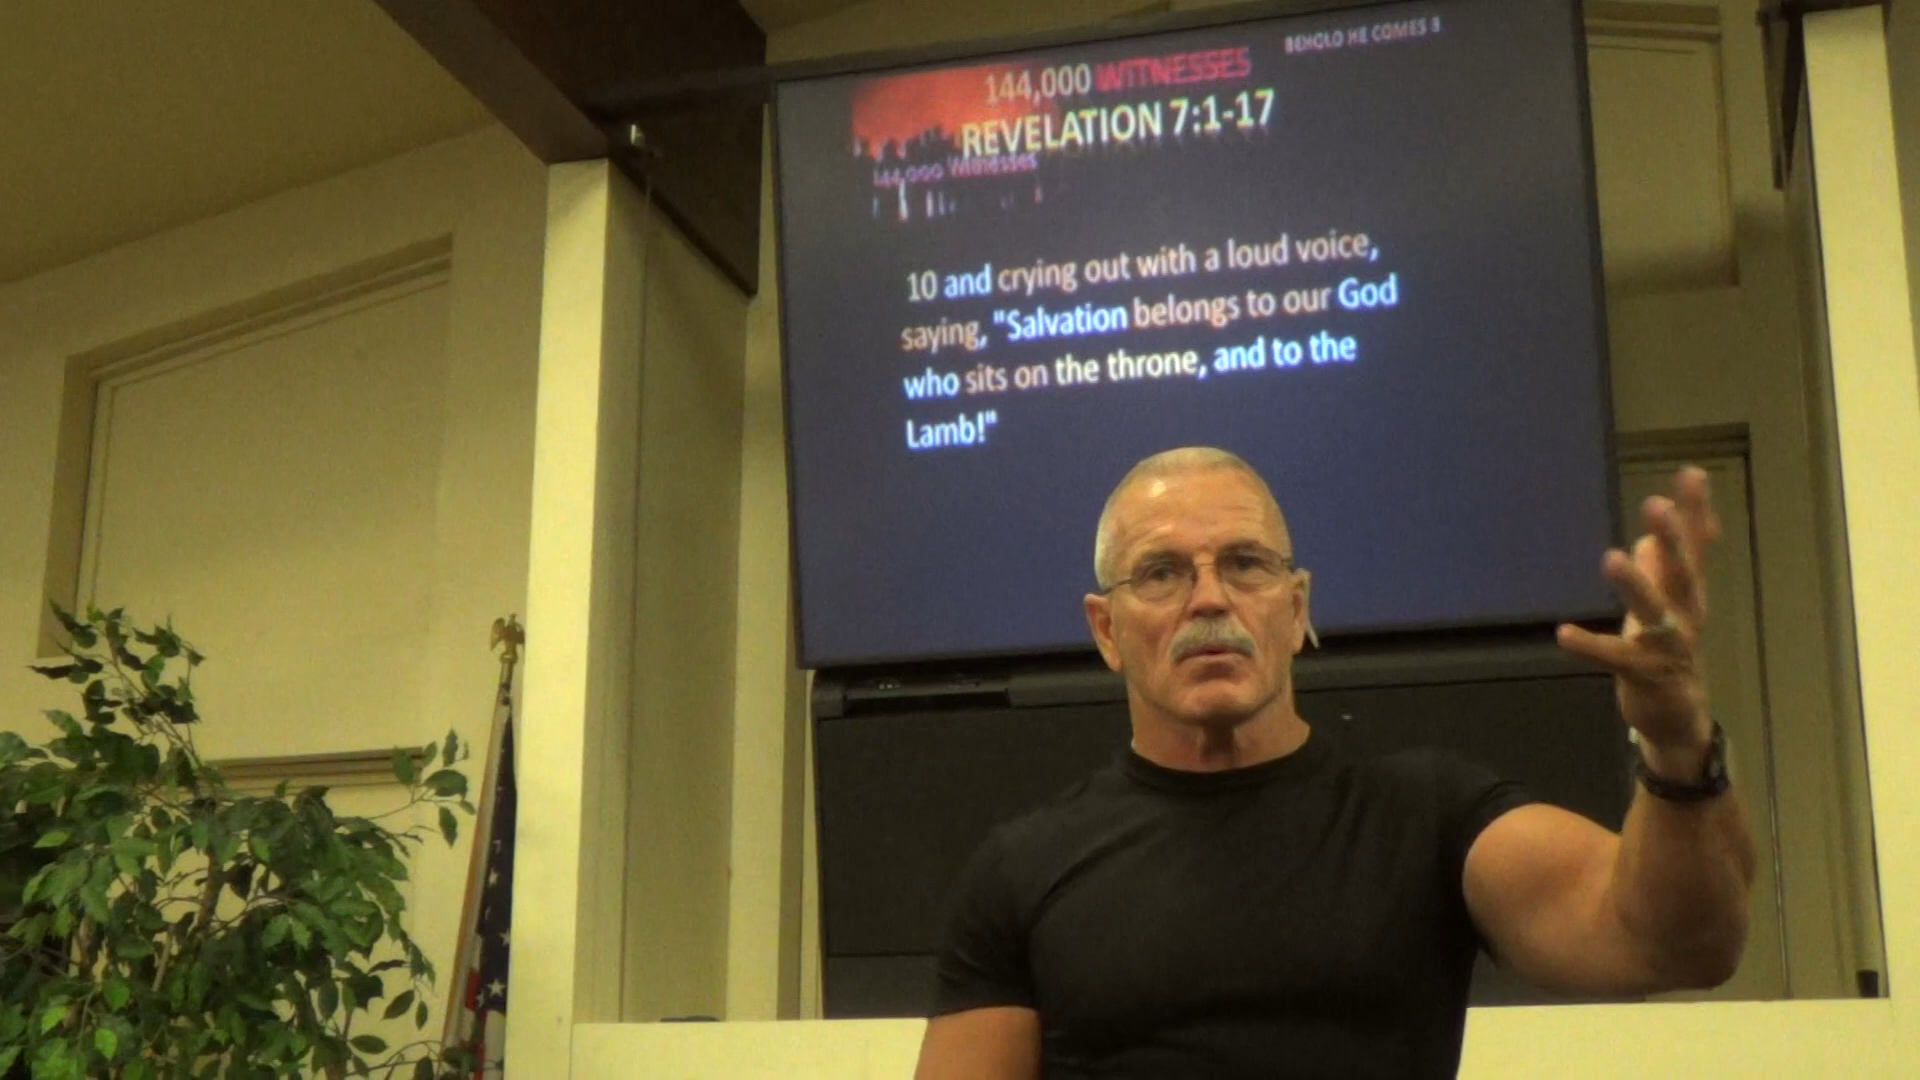 BEHOLD HE COMES 8
144,000 WITNESSES
REVELATION 7:1-17
144,000 Witnesses
10 and crying out with a loud voice,
saying, "Salvation belongs to our God
who sits on the throne, and to the
Lamb!"